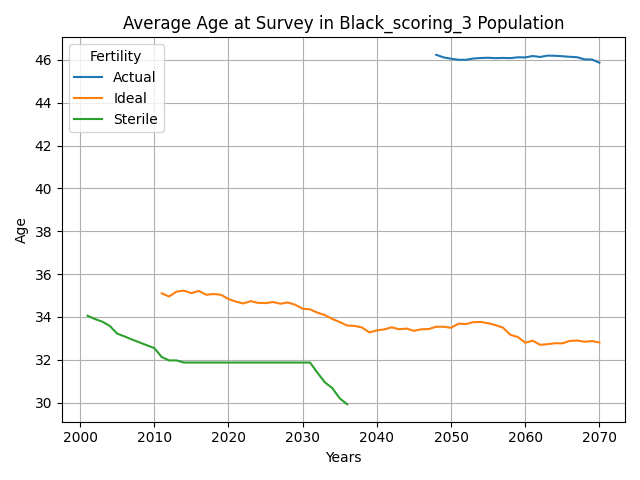 Average Age at Survey in Black_scoring_3 Population
Fertility
Actual
Ideal
Sterile
Age
46
44
42
40
38
36
34
32
30
2000
2010
2020
2030
2040
2050
2060
2070
Years